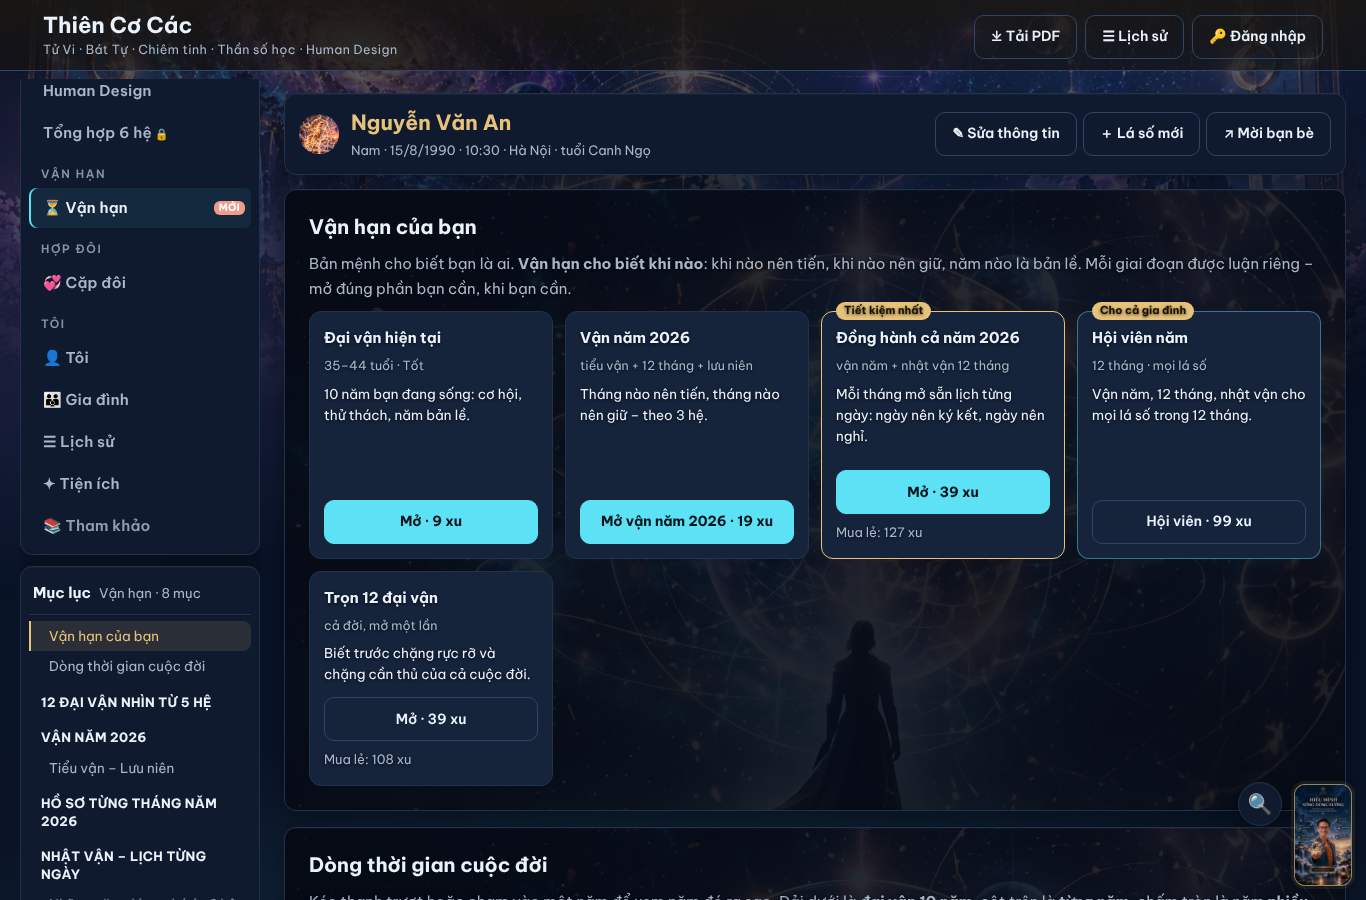 Thiên Cơ Các
Tử Vi · Bát Tự · Chiêm tinh · Thần số học · Human Design
Tải PDF
Lịch sử
Đăng nhập
Human Design
Tổng hợp 6 hệ
VẬN HẠN
Vận hạn
MỚI
HỢP ĐÔI
Cặp đôi
TÔI
Tôi
Gia đình
Lịch sử
Tiện ích
Tham khảo
Mục lục Vận hạn · 8 mục
Vận hạn của bạn
Dòng thời gian cuộc đời
12 ĐẠI VẬN NHÌN TỪ 5 HỆ
VẬN NĂM 2026
Tiểu vận – Lưu niên
HỒ SƠ TỪNG THÁNG NĂM
2026
NHẬT VẬN – LỊCH TỪNG
NGÀY
Nguyễn Văn An
Nam · 15/8/1990 · 10:30 · Hà Nội · tuổi Canh Ngọ
Sửa thông tin
+ Lá số mới
Mời bạn bè
Vận hạn của bạn
Bản mệnh cho biết bạn là ai. Vận hạn cho biết khi nào: khi nào nên tiến, khi nào nên giữ, năm nào là bản lề. Mỗi giai đoạn được luận riêng –
mở đúng phần bạn cần, khi bạn cần.
Đại vận hiện tại
35–44 tuổi · Tốt
10 năm bạn đang sống: cơ hội,
thử thách, năm bản lề.
Mở · 9 xu
Vận năm 2026
tiểu vận + 12 tháng + lưu niên
Tháng nào nên tiến, tháng nào
nên giữ – theo 3 hệ.
Mở vận năm 2026 · 19 xu
Tiết kiệm nhất
Đồng hành cả năm 2026
vận năm + nhật vận 12 tháng
Mỗi tháng mở sẵn lịch từng
ngày: ngày nên ký kết, ngày nên
nghỉ.
Mở · 39 xu
Mua lẻ: 127 xu
Cho cả gia đình
Hội viên năm
12 tháng · mọi lá số
Vận năm, 12 tháng, nhật vận cho
mọi lá số trong 12 tháng.
Hội viên · 99 xu
Trọn 12 đại vận
cả đời, mở một lần
Biết trước chặng rực rỡ và
chặng cần thủ của cả cuộc đời.
Mở · 39 xu
Mua lẻ: 108 xu
Dòng thời gian cuộc đời